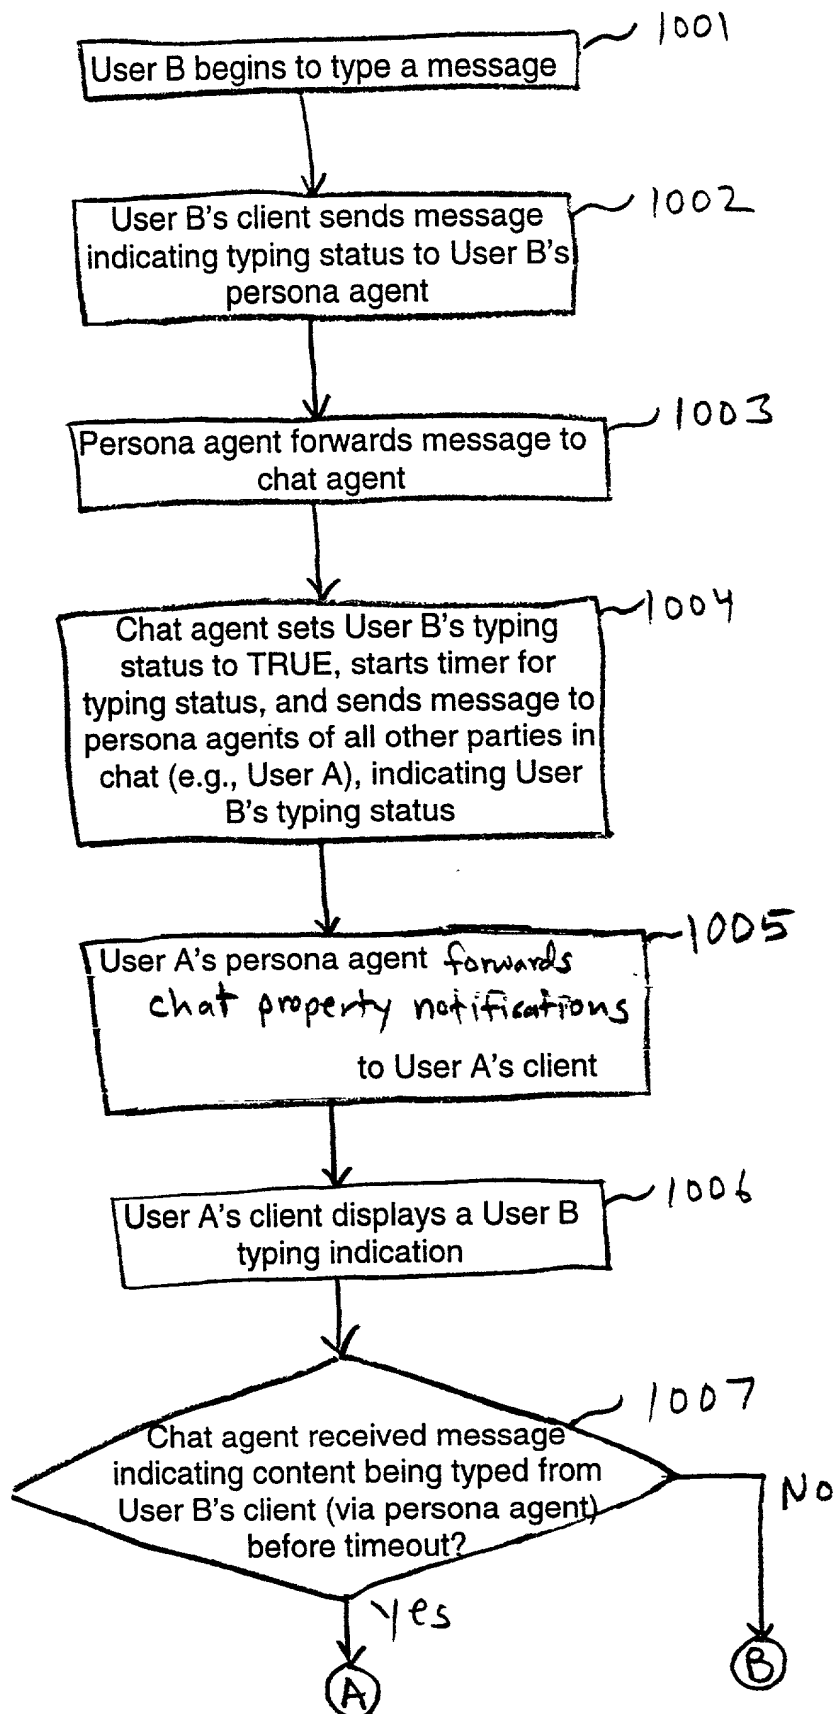 1001
User B begins to type a message
1002
User B's client sends message
indicating typing status to User B's
persona agent
1003
Persona agent forwards message to
chat agent
1004
Chat agent sets User B's typing
status to TRUE, starts timer for
typing status, and sends message to
persona agents of all other parties in
chat (e.g., User A), indicating User
B's typing status
1005
User A's persona agent forwards
chat property notifications
to User A's client
1006
User A's client displays a User B
typing indication
1007
Chat agent received message
indicating content being typed from
User B's client (via persona agent)
before timeout?
No
Yes
B
A